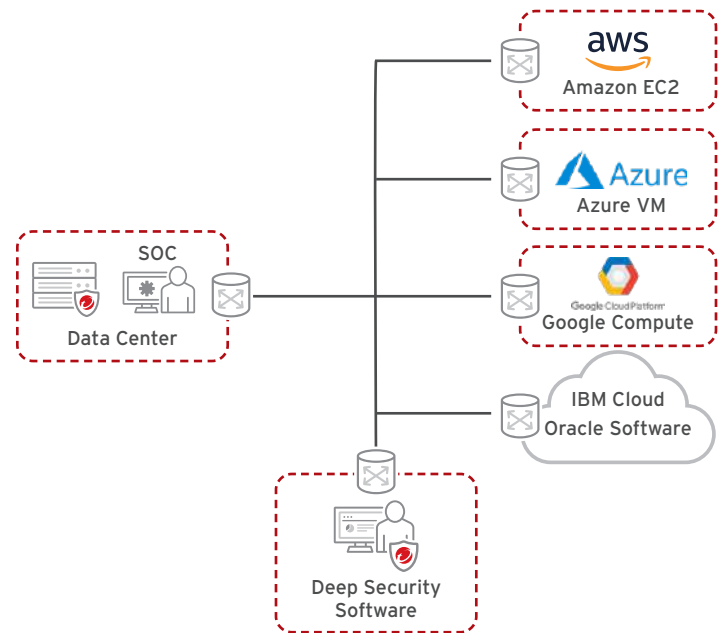 aws
Amazon EC2
Azure
Azure VM
SOC
Data Center
Google Cloud Platform
Google Compute
IBM Cloud
Oracle Software
Deep Security
Software